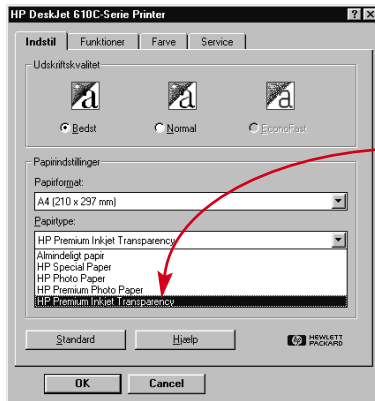 HP DeskJet 610C-Serie Printer
Indstil Funktioner Farve Service
Udskriftskvalitet
a a a
Bedst Normal EconoFast
Papirindstillinger
Papirformat:
A4 (210 x 297 mm)
Papirtype:
HP Premium Inkjet Transparency
Almindeligt papir
HP Special Paper
HP Photo Paper
HP Premium Photo Paper
HP Premium Inkjet Transparency
Standard Hjælp hp HEWLETT
PACKARD
OK Cancel